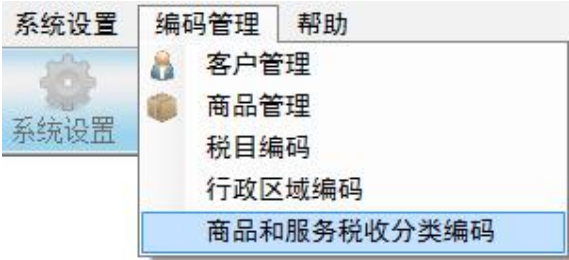 系统设置 编码管理 帮助
客户管理
系统设置
商品管理
税目编码
行政区域编码
商品和服务税收分类编码